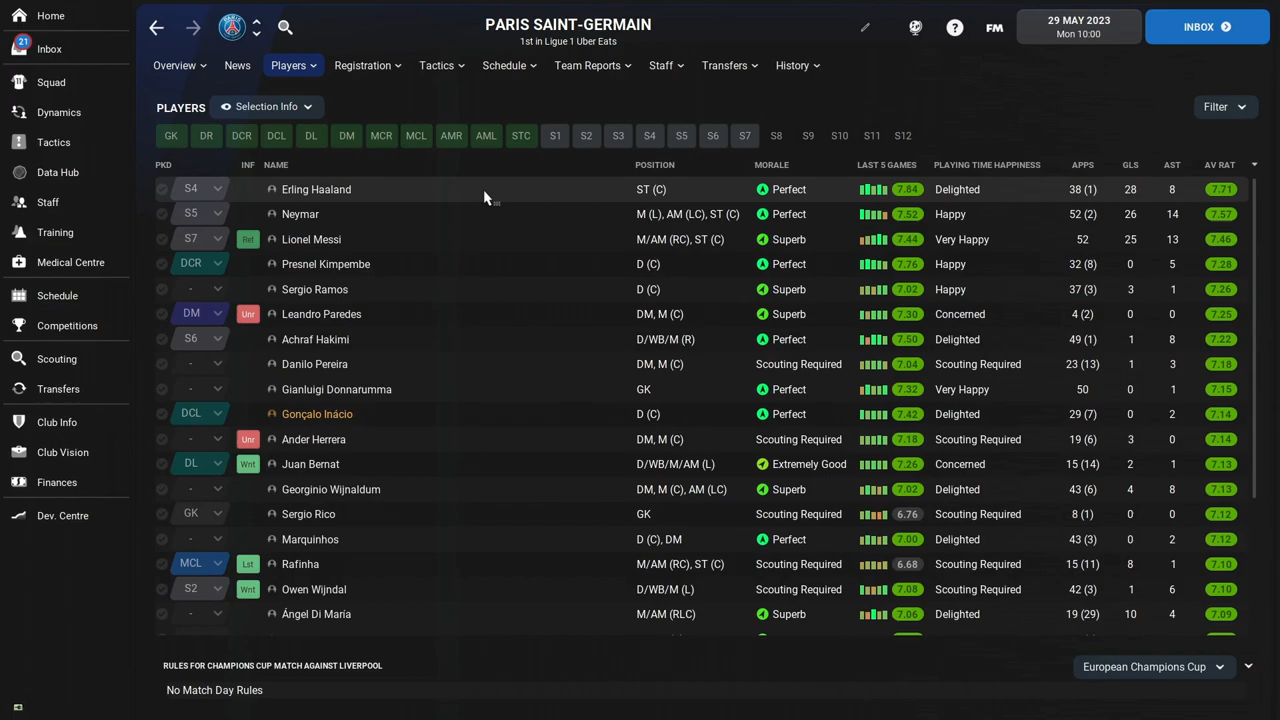 Home
21
Inbox
Squad
Dynamics
Tactics
Data Hub
Staff
Training
Medical Centre
Schedule
Competitions
Scouting
Transfers
Club Info
Club Vision
Finances
Dev. Centre
PARIS SAINT-GERMAIN
1st in Ligue 1 Uber Eats
PARIS
?
FM
29 MAY 2023
Mon 10:00
INBOX
Overview News Players Registration Tactics Schedule Team Reports Staff Transfers History
PLAYERS Selection Info Filter
GK DR DCR DCL DL DM MCR MCL AMR AML STC S1 S2 S3 S4 S5 S6 S7 S8 S9 S10 S11 S12
PKD INF NAME POSITION MORALE LAST 5 GAMES PLAYING TIME HAPPINESS APPS GLS AST AV RAT
S4 Erling Haaland ST (C) Perfect 7.84 Delighted 38 (1) 28 8 7.71
S5 Neymar M (L), AM (LC), ST (C) Perfect 7.52 Happy 52 (2) 26 14 7.57
S7 Ret Lionel Messi M/AM (RC), ST (C) Superb 7.44 Very Happy 52 25 13 7.46
DCR Presnel Kimpembe D (C) Perfect 7.76 Happy 32 (8) 0 5 7.28
- Sergio Ramos D (C) Superb 7.02 Happy 37 (3) 3 1 7.26
DM Unr Leandro Paredes DM, M (C) Superb 7.30 Concerned 4 (2) 0 0 7.25
S6 Achraf Hakimi D/WB/M (R) Perfect 7.50 Delighted 49 (1) 1 8 7.22
- Danilo Pereira DM, M (C) Scouting Required 7.04 Scouting Required 23 (13) 1 3 7.18
- Gianluigi Donnarumma GK Perfect 7.32 Very Happy 50 0 1 7.15
DCL Gonçalo Inácio D (C) Perfect 7.42 Delighted 29 (7) 0 2 7.14
- Unr Ander Herrera DM, M (C) Scouting Required 7.18 Scouting Required 19 (6) 3 0 7.14
DL Wnt Juan Bernat D/WB/M/AM (L) Extremely Good 7.26 Concerned 15 (14) 2 1 7.13
- Georginio Wijnaldum DM, M (C), AM (LC) Superb 7.02 Delighted 43 (6) 4 8 7.13
GK Sergio Rico GK Scouting Required 6.76 Scouting Required 8 (1) 0 0 7.12
- Marquinhos D (C), DM Perfect 7.00 Delighted 43 (3) 0 2 7.12
MCL Lst Rafinha M/AM (RC), ST (C) Scouting Required 6.68 Scouting Required 15 (11) 8 1 7.10
S2 Wnt Owen Wijndal D/WB/M (L) Scouting Required 7.08 Scouting Required 42 (3) 1 6 7.10
- Ángel Di María M/AM (RLC) Superb 7.06 Delighted 19 (29) 10 4 7.09
RULES FOR CHAMPIONS CUP MATCH AGAINST LIVERPOOL European Champions Cup
No Match Day Rules